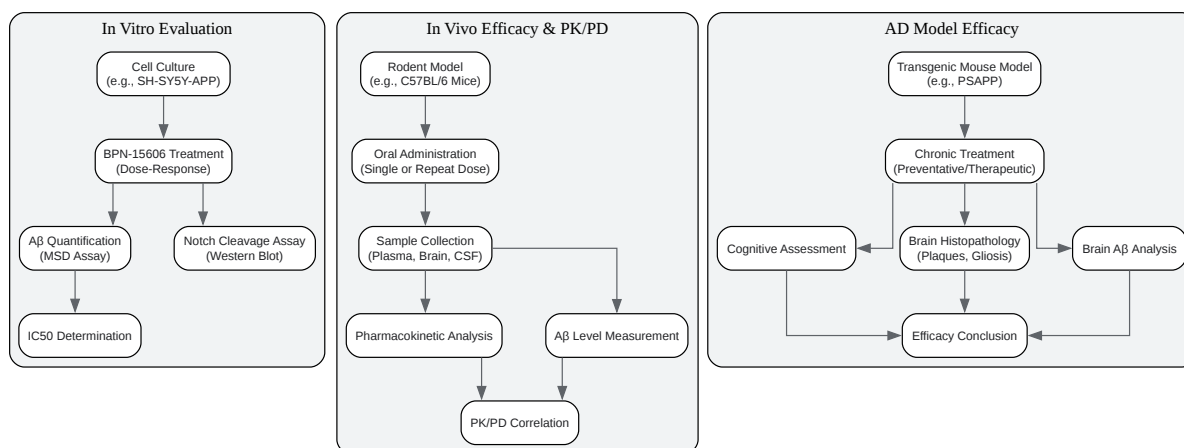 In Vitro Evaluation
Cell Culture
(e.g., SH-SY5Y-APP)
BPN-15606 Treatment
(Dose-Response)
Aβ Quantification
(MSD Assay)
Notch Cleavage Assay
(Western Blot)
IC50 Determination
In Vivo Efficacy & PK/PD
Rodent Model
(e.g., C57BL/6 Mice)
Oral Administration
(Single or Repeat Dose)
Sample Collection
(Plasma, Brain, CSF)
Pharmacokinetic Analysis
Aβ Level Measurement
PK/PD Correlation
AD Model Efficacy
Transgenic Mouse Model
(e.g., PSAPP)
Chronic Treatment
(Preventative/Therapeutic)
Cognitive Assessment
Brain Histopathology
(Plaques, Gliosis)
Brain Aβ Analysis
Efficacy Conclusion